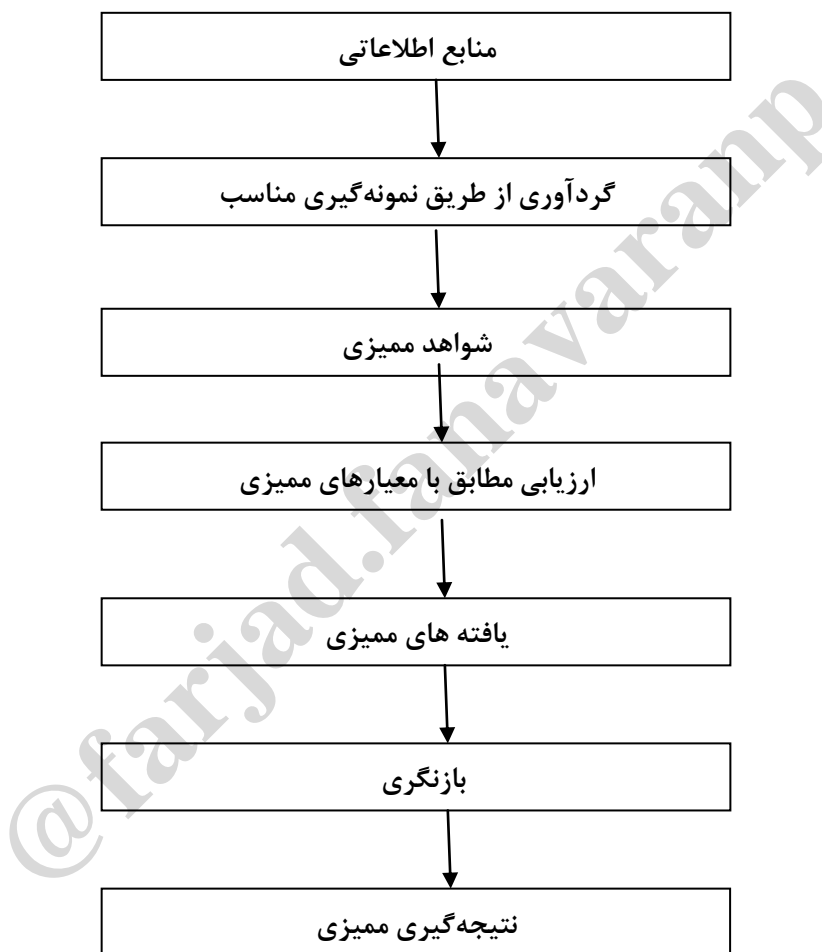 منابع اطلاعاتی
گردآوری از طریق نمونه‌گیری مناسب
شواهد ممیزی
ارزیابی مطابق با معیارهای ممیزی
یافته های ممیزی
بازنگری
نتیجه‌گیری ممیزی
@farjad.fanavaranp